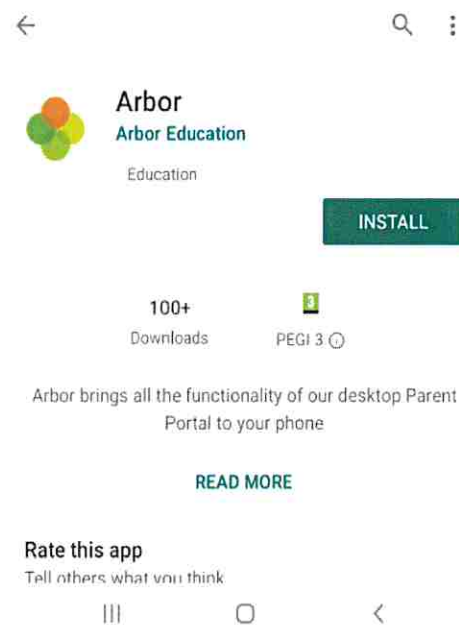 Arbor
Arbor Education
Education
INSTALL
100+
3
Downloads
PEGI 3
Arbor brings all the functionality of our desktop Parent
Portal to your phone
READ MORE
Rate this app
Tell others what you think